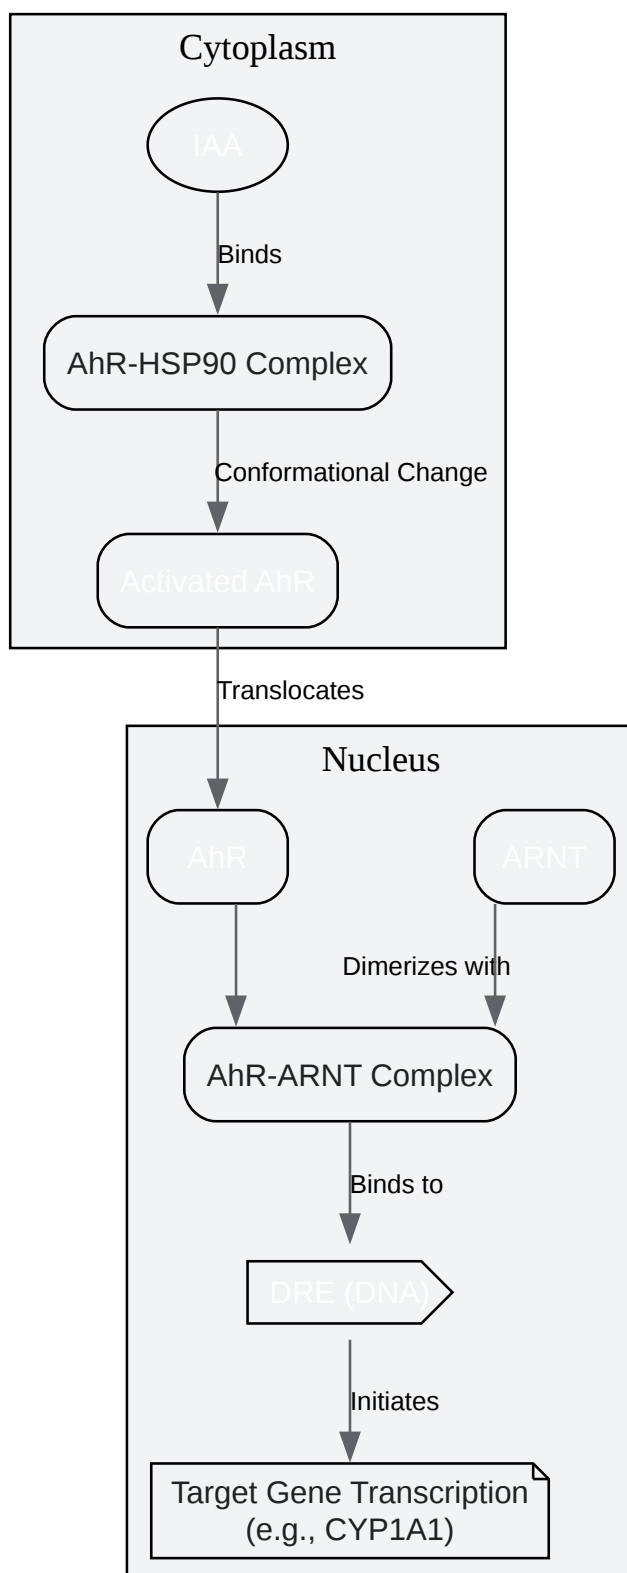 Cytoplasm
IAA
Binds
AhR-HSP90 Complex
Conformational Change
Activated AhR
Translocates
Nucleus
AhR
ARNT
Dimerizes with
AhR-ARNT Complex
Binds to
DRE (DNA)
Initiates
Target Gene Transcription
(e.g., CYP1A1)